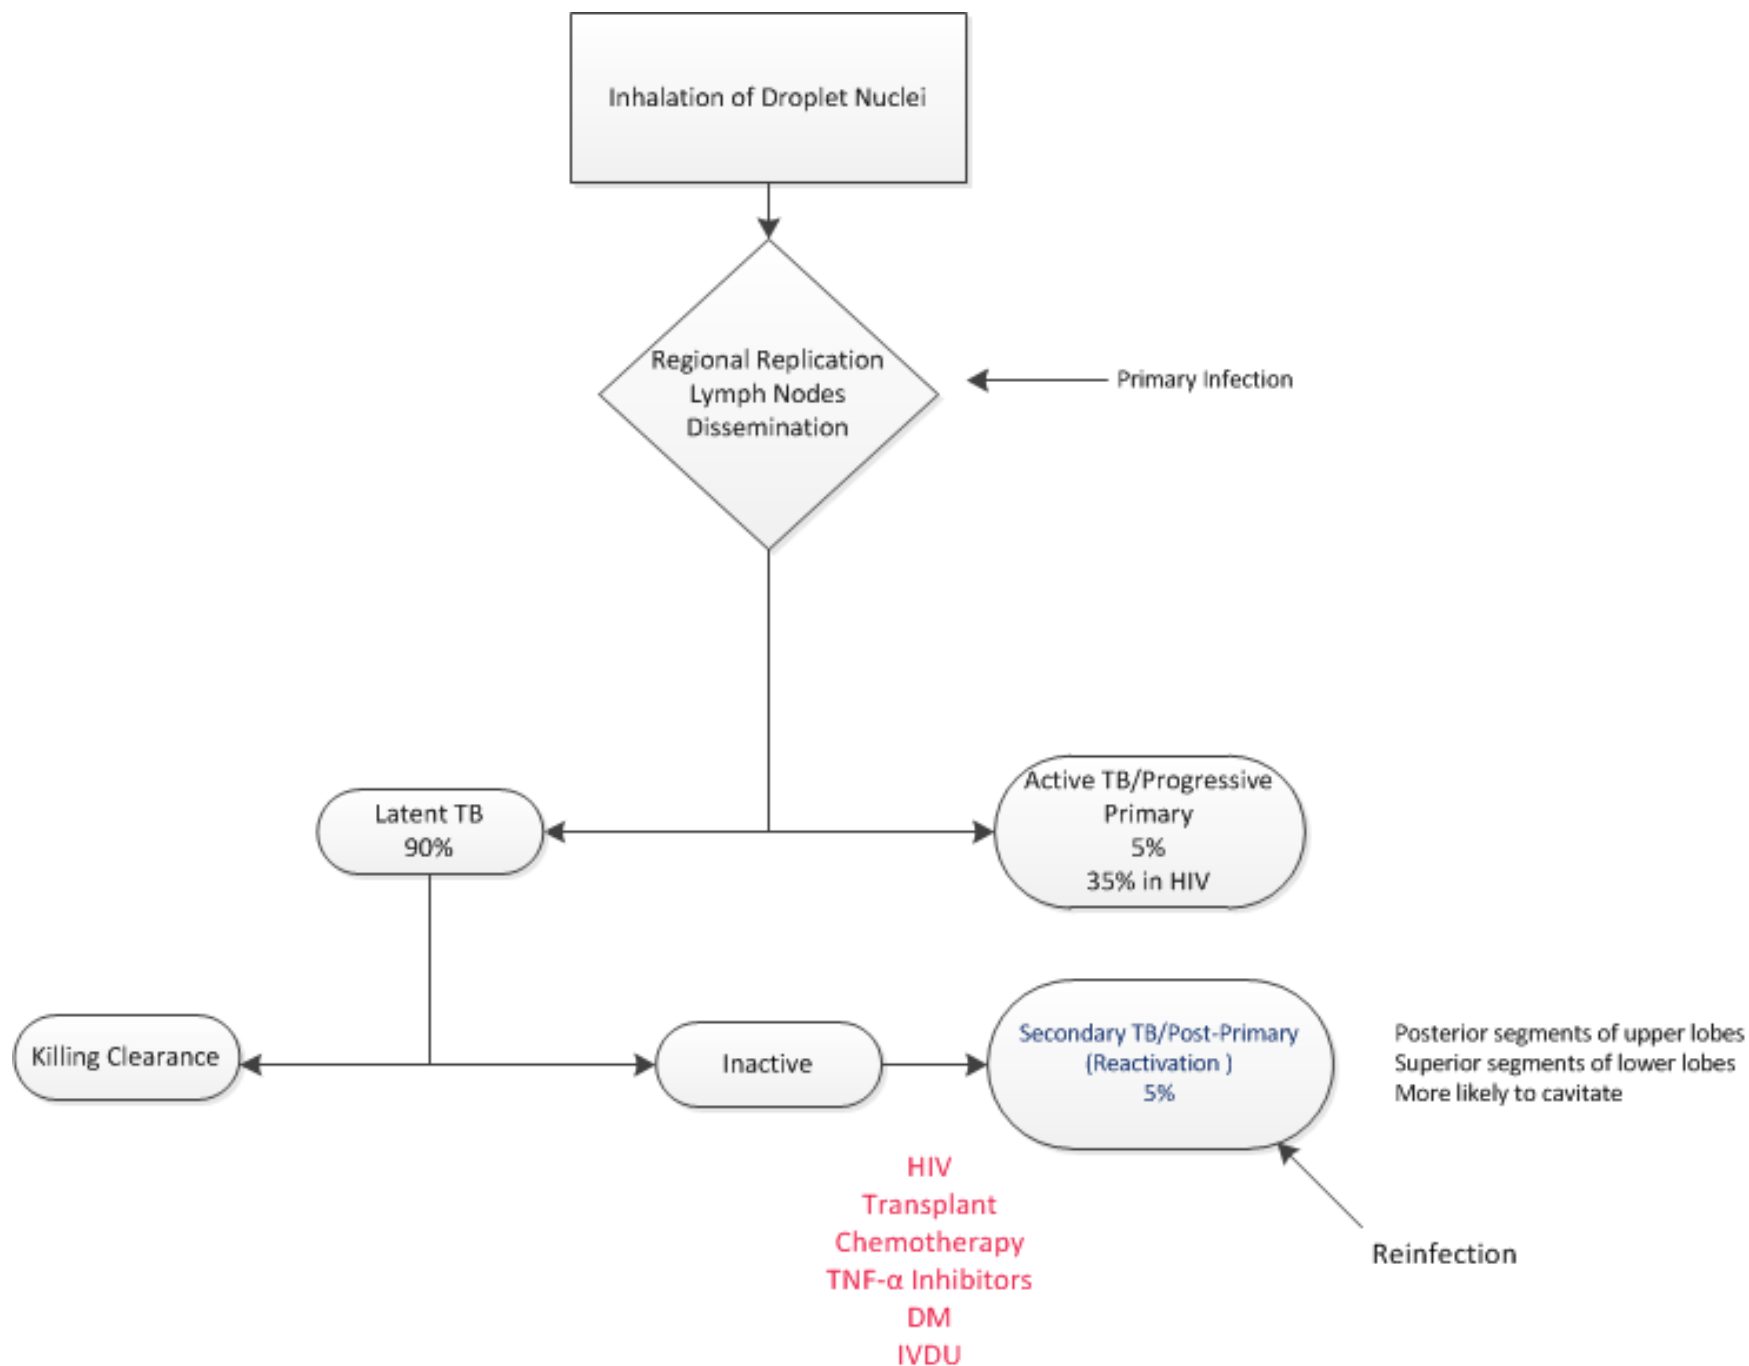 Inhalation of Droplet Nuclei
Regional Replication
Lymph Nodes
Dissemination
Primary Infection
Active TB/Progressive
Primary
5%
35% in HIV
Latent TB
90%
Killing Clearance
Inactive
Secondary TB/Post-Primary
(Reactivation )
5%
Posterior segments of upper lobes
Superior segments of lower lobes
More likely to cavitate
HIV
Transplant
Chemotherapy
TNF-α Inhibitors
DM
IVDU
Reinfection